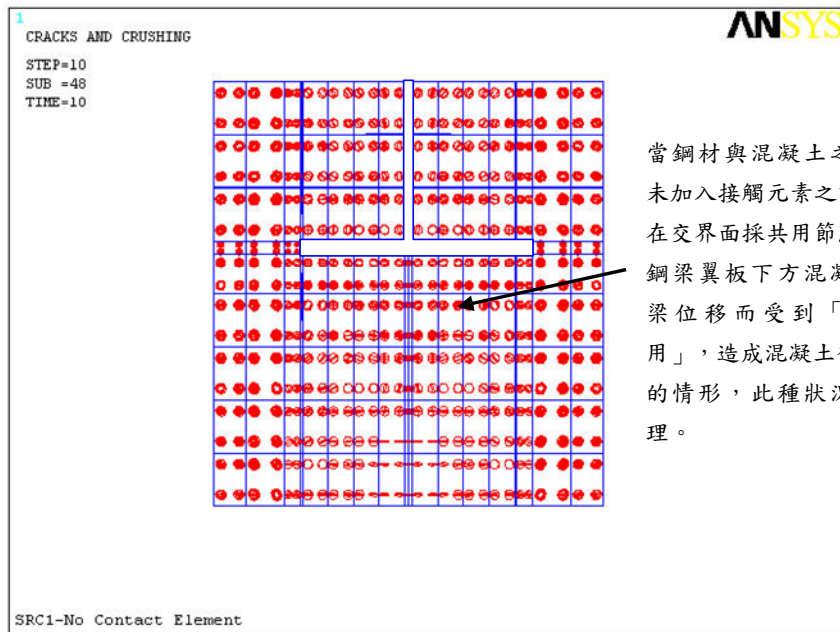 1
CRACKS AND CRUSHING
STEP=10
SUB =48
TIME=10
ANSYS
當鋼材與混凝土
未加入接觸元素之
在交界面採共用節
鋼梁翼板下方混凝
梁位移而受到「
用」，造成混凝土
的情形，此種狀況
理。
SRC1-No Contact Element